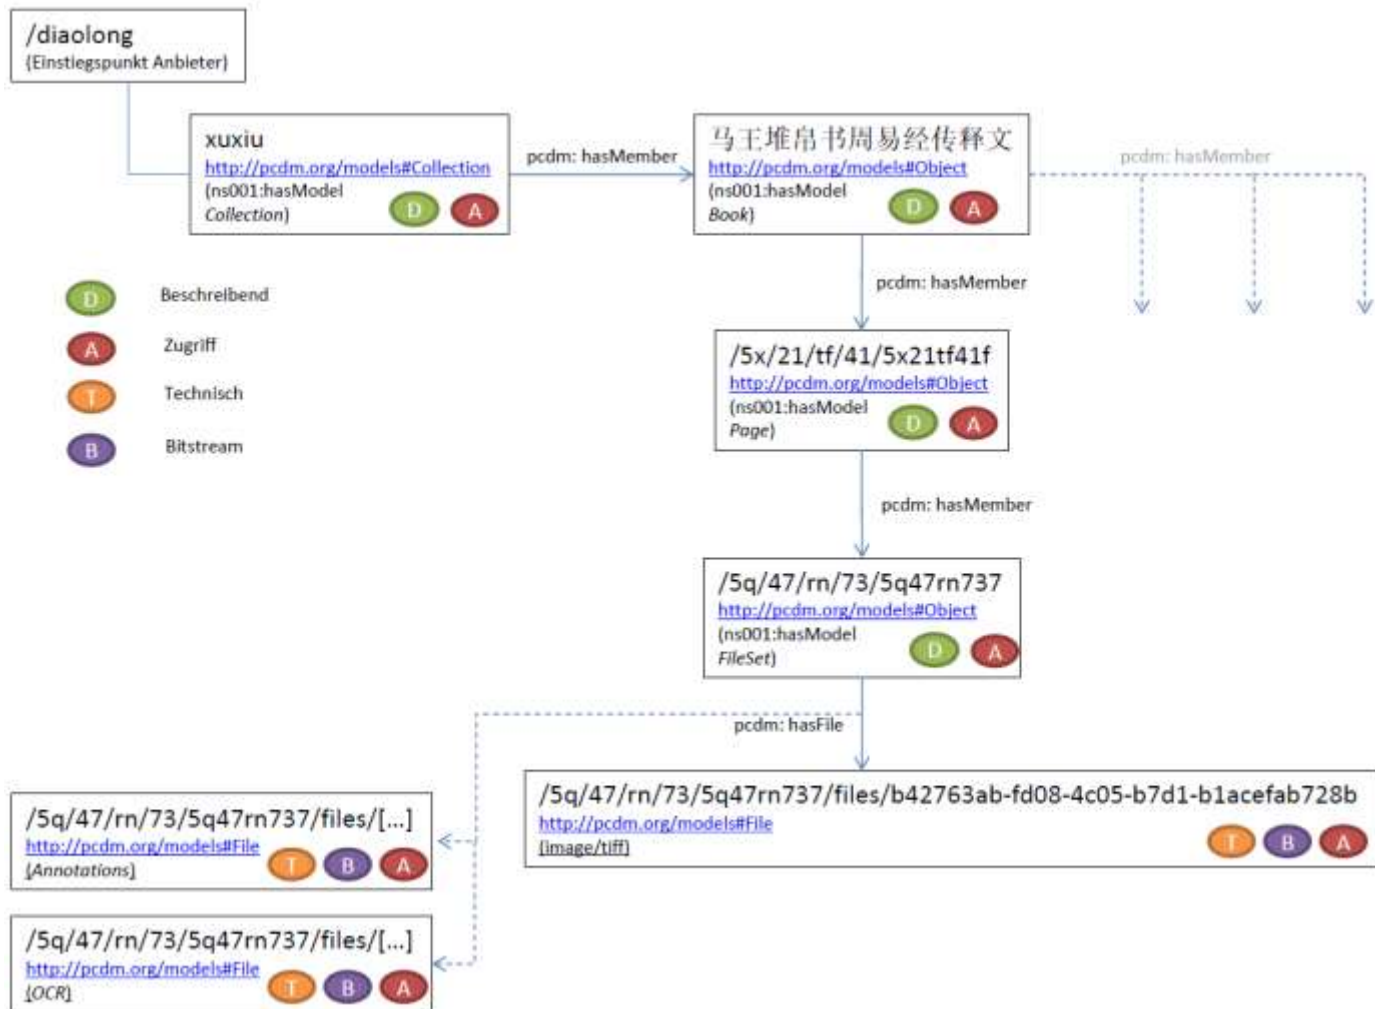 /diaolong
(Einstiegspunkt Anbieter)
xuxiu
http://pcdm.org/models#Collection
(ns001:hasModel
Collection)
D
A
pcdm: hasMember
马王堆帛书周易经传释文
http://pcdm.org/models#Object
(ns001:hasModel
Book)
D
A
pcdm: hasMember
D
Beschreibend
A
Zugriff
T
Technisch
B
Bitstream
pcdm: hasMember
/5x/21/tf/41/5x21tf41f
http://pcdm.org/models#Object
(ns001:hasModel
Page)
D
A
pcdm: hasMember
/5q/47/rn/73/5q47rn737
http://pcdm.org/models#Object
(ns001:hasModel
FileSet)
D
A
pcdm: hasFile
/5q/47/rn/73/5q47rn737/files/b42763ab-fd08-4c05-b7d1-b1acefab728b
http://pcdm.org/models#File
(image/tiff)
T
B
A
/5q/47/rn/73/5q47rn737/files/[...]
http://pcdm.org/models#File
(Annotations)
T
B
A
/5q/47/rn/73/5q47rn737/files/[...]
http://pcdm.org/models#File
(OCR)
T
B
A